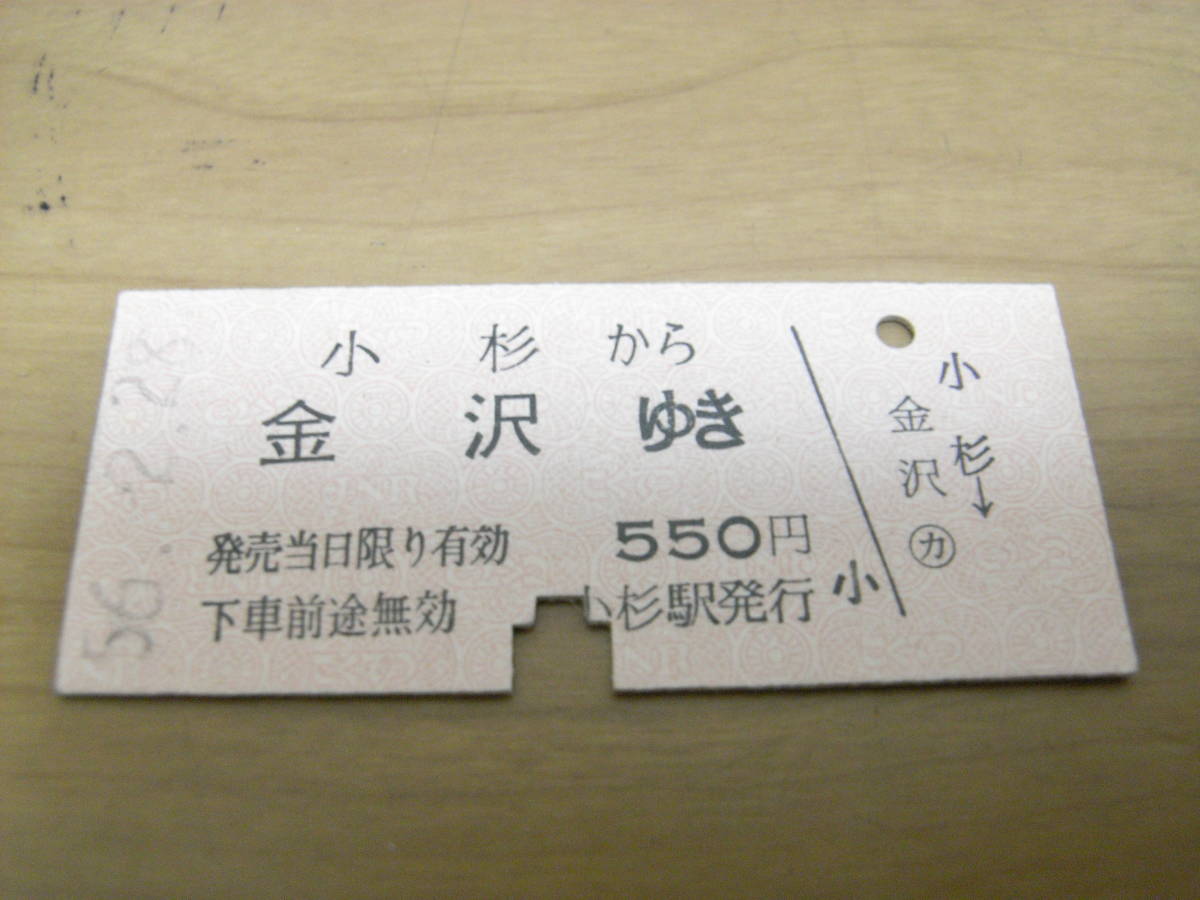 小杉から
金沢ゆき
発売当日限り有効
550円
下車前途無効
小杉駅発行
小
小杉→
金沢
㋕
56.-2.28